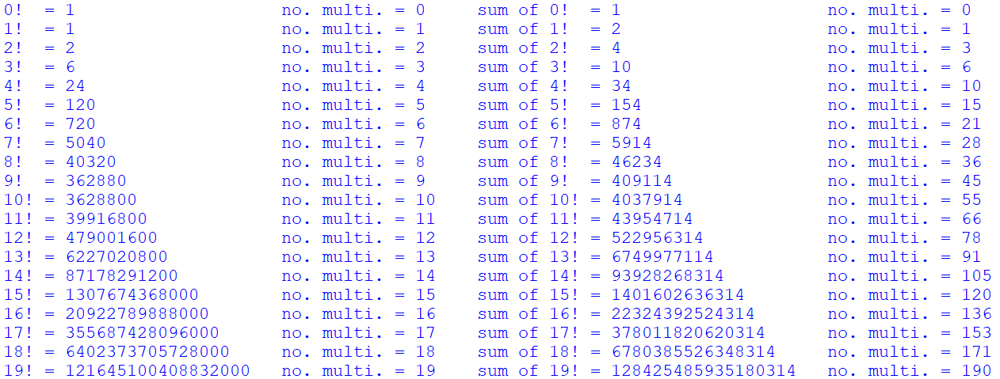 0!  = 1               no. multi. = 0    sum of 0!  = 1               no. multi. = 0
1!  = 1               no. multi. = 1    sum of 1!  = 2               no. multi. = 1
2!  = 2               no. multi. = 2    sum of 2!  = 4               no. multi. = 3
3!  = 6               no. multi. = 3    sum of 3!  = 10              no. multi. = 6
4!  = 24              no. multi. = 4    sum of 4!  = 34              no. multi. = 10
5!  = 120             no. multi. = 5    sum of 5!  = 154             no. multi. = 15
6!  = 720             no. multi. = 6    sum of 6!  = 874             no. multi. = 21
7!  = 5040            no. multi. = 7    sum of 7!  = 5914            no. multi. = 28
8!  = 40320           no. multi. = 8    sum of 8!  = 46234           no. multi. = 36
9!  = 362880          no. multi. = 9    sum of 9!  = 409114          no. multi. = 45
10! = 3628800         no. multi. = 10   sum of 10! = 4037914         no. multi. = 55
11! = 39916800        no. multi. = 11   sum of 11! = 43954714        no. multi. = 66
12! = 479001600       no. multi. = 12   sum of 12! = 522956314       no. multi. = 78
13! = 6227020800      no. multi. = 13   sum of 13! = 6749977114      no. multi. = 91
14! = 87178291200     no. multi. = 14   sum of 14! = 93928268314     no. multi. = 105
15! = 1307674368000   no. multi. = 15   sum of 15! = 1401602636314   no. multi. = 120
16! = 20922789888000  no. multi. = 16   sum of 16! = 22324392524314  no. multi. = 136
17! = 355687428096000 no. multi. = 17   sum of 17! = 378011820620314 no. multi. = 153
18! = 6402373705728000 no. multi. = 18   sum of 18! = 6780385526348314 no. multi. = 171
19! = 121645100408832000 no. multi. = 19   sum of 19! = 128425485935180314 no. multi. = 190